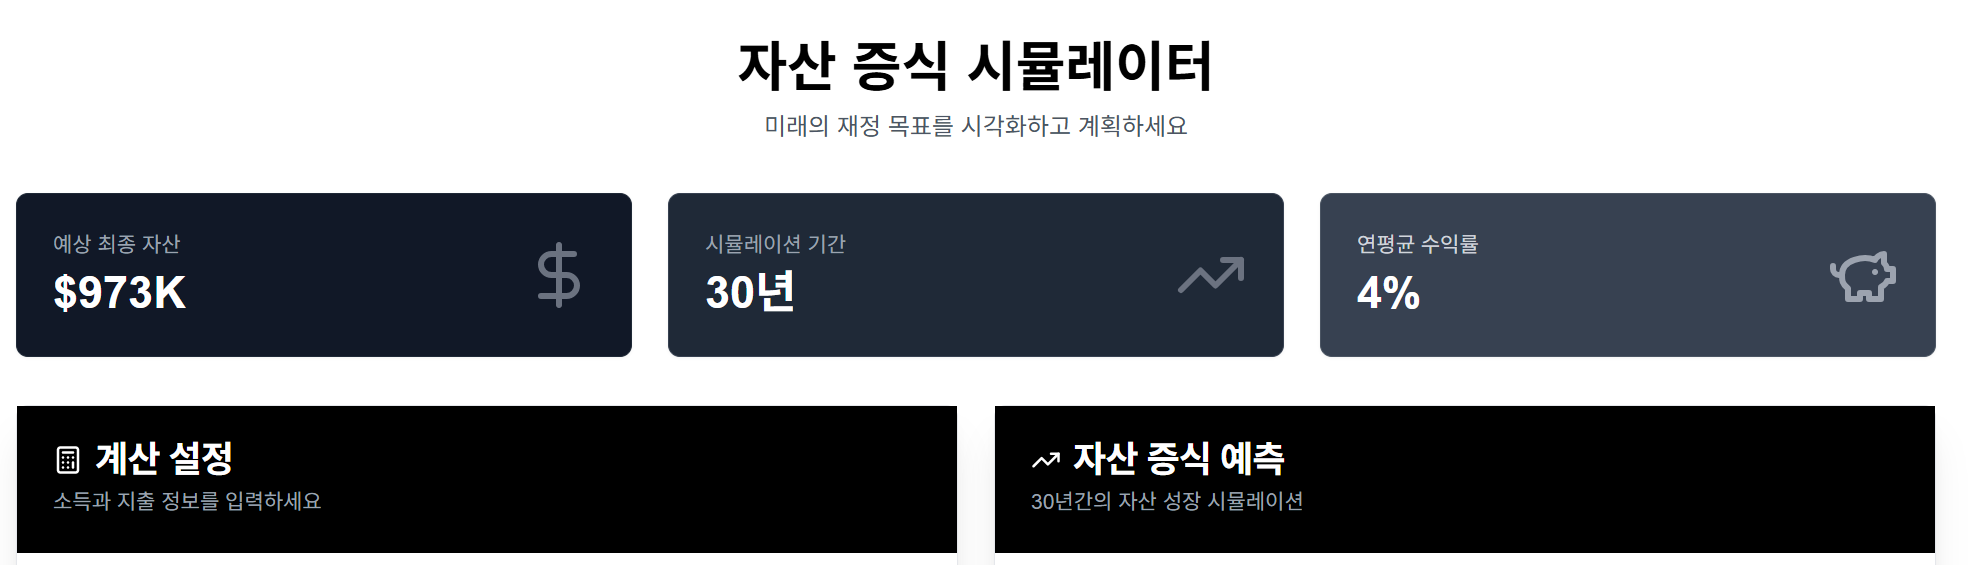 자산 증식 시뮬레이터
미래의 재정 목표를 시각화하고 계획하세요
예상 최종 자산
$973K
시뮬레이션 기간
30년
연평균 수익률
4%
계산 설정
소득과 지출 정보를 입력하세요
자산 증식 예측
30년간의 자산 성장 시뮬레이션